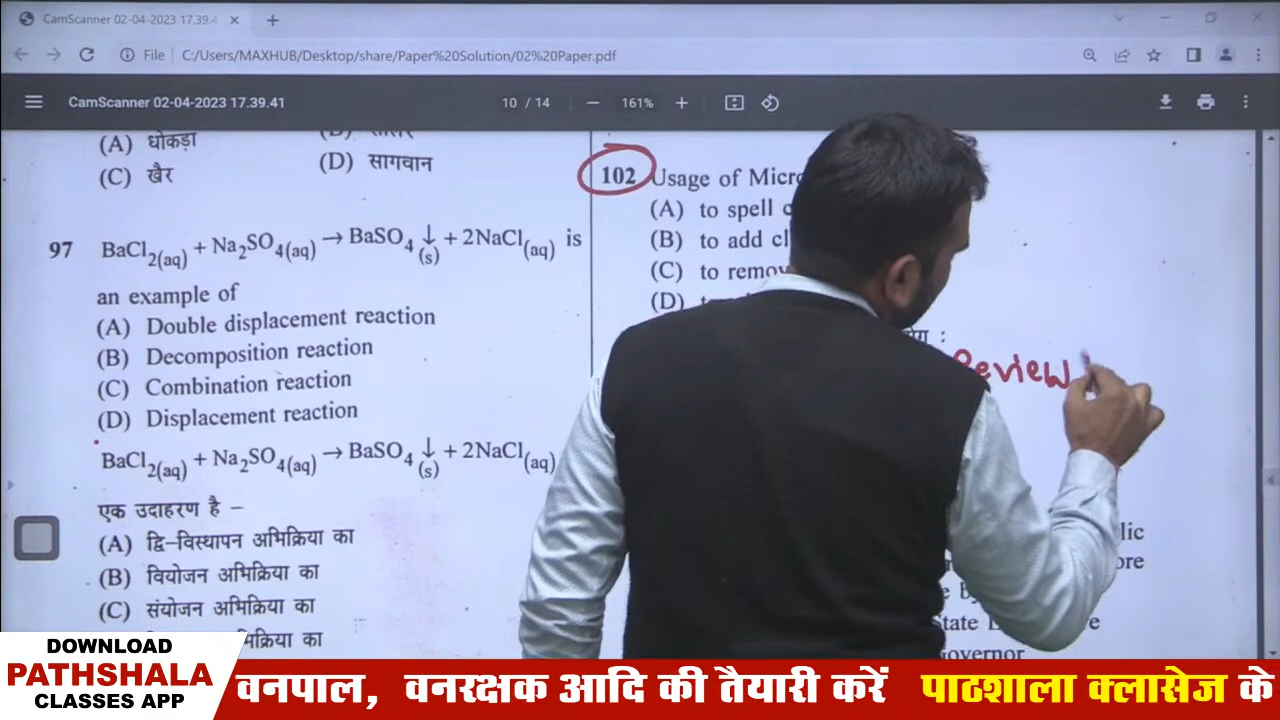 CamScanner 02-04-2023 17.39.4
File C:/Users/MAXHUB/Desktop/share/Paper%20Solution/02%20Paper.pdf
CamScanner 02-04-2023 17.39.41
10 / 14
161%
(A) धोकड़ा
(C) खैर
(D) सागवान
97 BaCl2(aq) + Na2SO4(aq) → BaSO4 ↓(s) + 2NaCl(aq) is
an example of
(A) Double displacement reaction
(B) Decomposition reaction
(C) Combination reaction
(D) Displacement reaction
BaCl2(aq) + Na2SO4(aq) → BaSO4 ↓(s) + 2NaCl(aq)
एक उदाहरण है –
(A) द्वि-विस्थापन अभिक्रिया का
(B) वियोजन अभिक्रिया का
(C) संयोजन अभिक्रिया का
का
102 Usage of
(A) to spell
(B) to add
(C) to
(D)
:
Review
DOWNLOAD
PATHSHALA
CLASSES APP
वनपाल, वनरक्षक आदि की तैयारी करें पाठशाला क्लासेज के